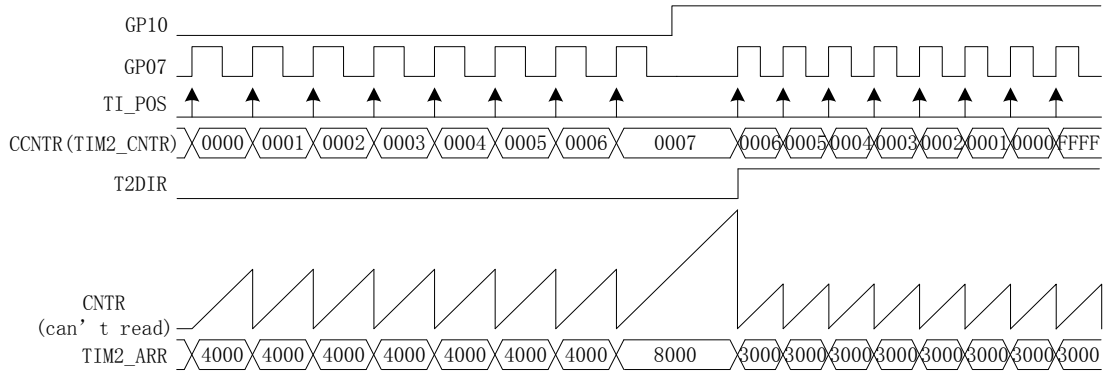 GP10
GP07
TI_POS
CCNTR(TIM2_CNTR) 0000 0001 0002 0003 0004 0005 0006 0007 0006 0005 0004 0003 0002 0001 0000 FFFF
T2DIR
CNTR
(can't read)
TIM2_ARR 4000 4000 4000 4000 4000 4000 4000 8000 3000 3000 3000 3000 3000 3000 3000 3000